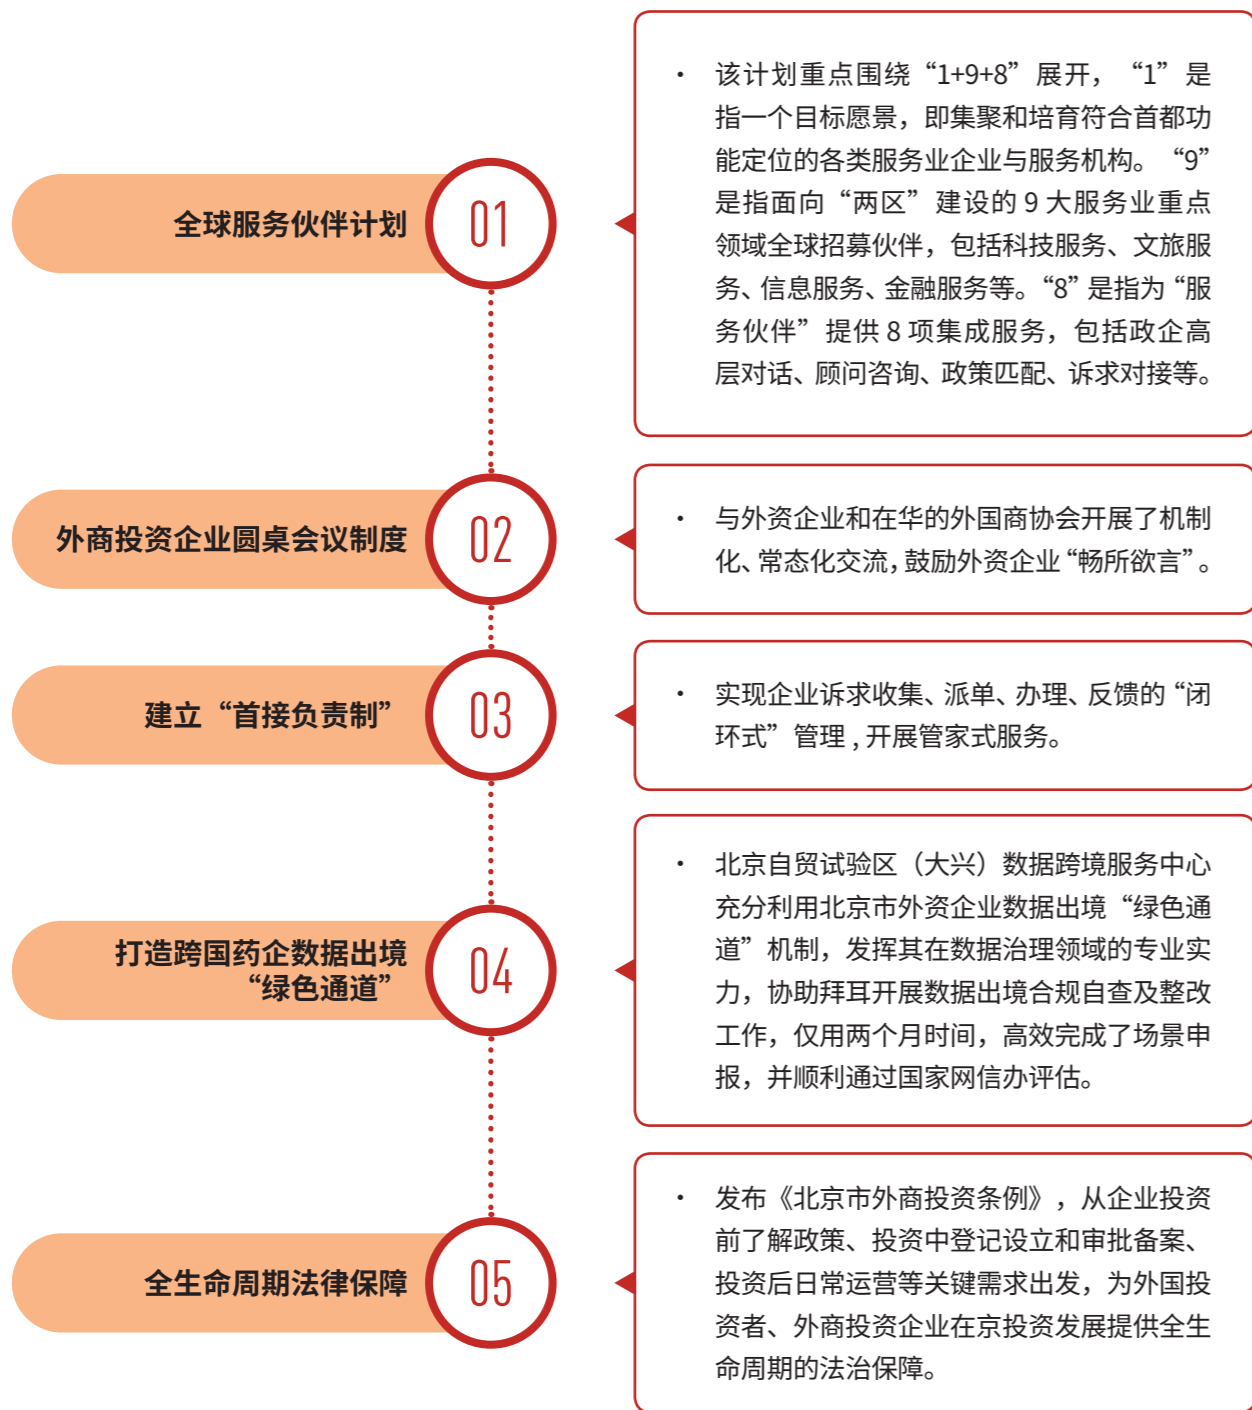 全球服务伙伴计划
01
· 该计划重点围绕“1+9+8”展开，“1”是
指一个目标愿景，即集聚和培育符合首都功
能定位的各类服务业企业与服务机构。“9”
是指面向“两区”建设的 9 大服务业重点
领域全球招募伙伴，包括科技服务、文旅服
务、信息服务、金融服务等。“8”是指为“服
务伙伴”提供 8 项集成服务，包括政企高
层对话、顾问咨询、政策匹配、诉求对接等。
外商投资企业圆桌会议制度
02
· 与外资企业和在华的外国商协会开展了机制
化、常态化交流，鼓励外资企业“畅所欲言”。
建立“首接负责制”
03
· 实现企业诉求收集、派单、办理、反馈的“闭
环式”管理 , 开展管家式服务。
打造跨国药企数据出境
“绿色通道”
04
· 北京自贸试验区（大兴）数据跨境服务中心
充分利用北京市外资企业数据出境“绿色通
道”机制，发挥其在数据治理领域的专业实
力，协助拜耳开展数据出境合规自查及整改
工作，仅用两个月时间，高效完成了场景申
报，并顺利通过国家网信办评估。
全生命周期法律保障
05
· 发布《北京市外商投资条例》，从企业投资
前了解政策、投资中登记设立和审批备案、
投资后日常运营等关键需求出发，为外国投
资者、外商投资企业在京投资发展提供全生
命周期的法治保障。